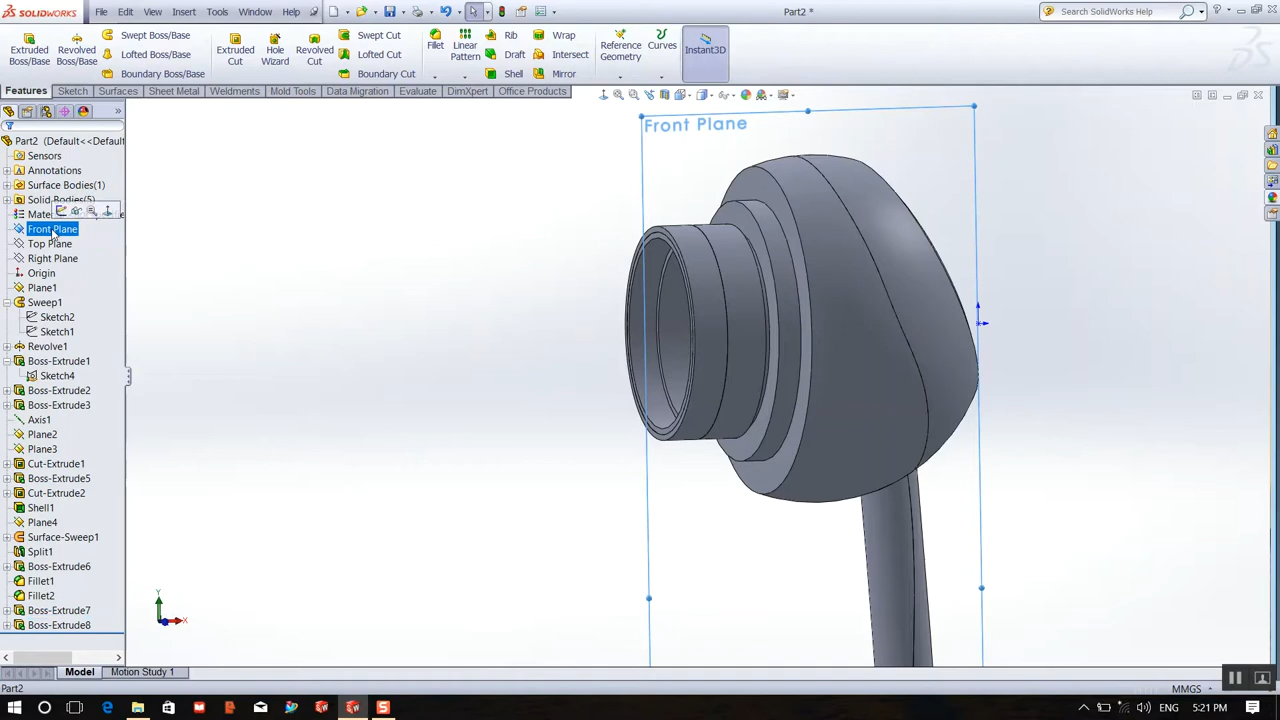 SOLIDWORKS File Edit View Insert Tools Window Help Part2 * Search SolidWorks Help
Extruded Boss/Base Revolved Boss/Base Swept Boss/Base Lofted Boss/Base Boundary Boss/Base Extruded Cut Hole Wizard Revolved Cut Swept Cut Lofted Cut Boundary Cut Fillet Linear Pattern Rib Draft Shell Wrap Intersect Mirror Reference Geometry Curves Instant3D
Features Sketch Surfaces Sheet Metal Weldments Mold Tools Data Migration Evaluate DimXpert Office Products
Part2 (Default<<Default
Sensors
Annotations
Surface Bodies(1)
Solid Bodies(5)
Mate
Front Plane
Top Plane
Right Plane
Origin
Plane1
Sweep1
Sketch2
Sketch1
Revolve1
Boss-Extrude1
Sketch4
Boss-Extrude2
Boss-Extrude3
Axis1
Plane2
Plane3
Cut-Extrude1
Boss-Extrude5
Cut-Extrude2
Shell1
Plane4
Surface-Sweep1
Split1
Boss-Extrude6
Fillet1
Fillet2
Boss-Extrude7
Boss-Extrude8
Front Plane
Y
X
Model Motion Study 1
Part2 MMGS
ENG 5:21 PM